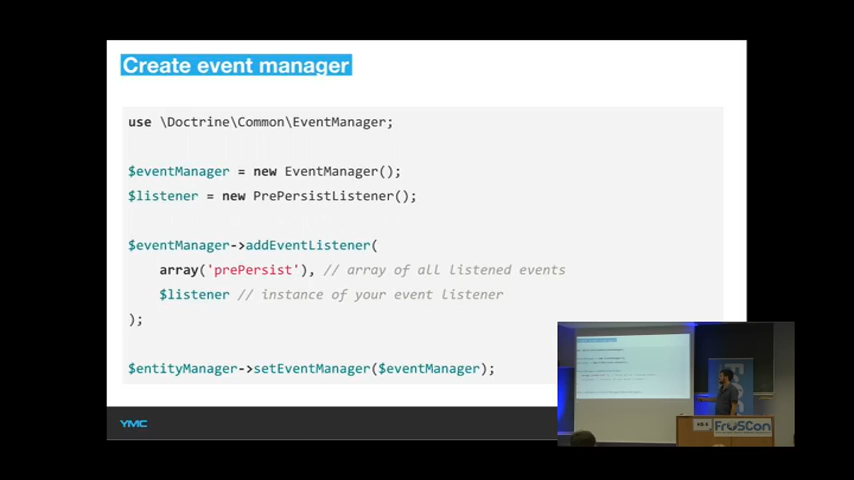 Create event manager
use \Doctrine\Common\EventManager;
$eventManager = new EventManager();
$listener = new PrePersistListener();
$eventManager->addEventListener(
array('prePersist'), // array of all listened events
$listener // instance of your event listener
);
$entityManager->setEventManager($eventManager);
YMC
FrOSCon